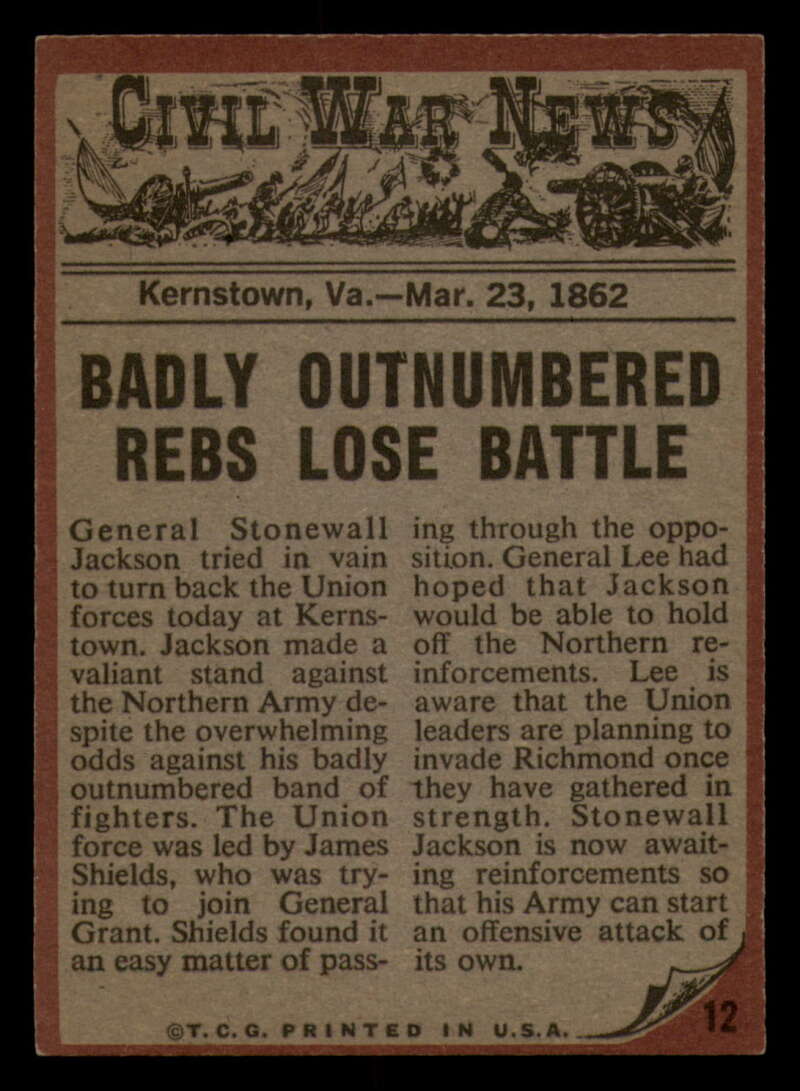 CIVIL WAR NEWS
Kernstown, Va.—Mar. 23, 1862
BADLY OUTNUMBERED
REBS LOSE BATTLE
General Stonewall
Jackson tried in vain
to turn back the Union
forces today at Kerns-
town. Jackson made a
valiant stand against
the Northern Army de-
spite the overwhelming
odds against his badly
outnumbered band of
fighters. The Union
force was led by James
Shields, who was try-
ing to join General
Grant. Shields found it
an easy matter of pass-
ing through the oppo-
sition. General Lee had
hoped that Jackson
would be able to hold
off the Northern re-
inforcements. Lee is
aware that the Union
leaders are planning to
invade Richmond once
they have gathered in
strength. Stonewall
Jackson is now await-
ing reinforcements so
that his Army can start
an offensive attack of
its own.
12
©T.C.G. PRINTED IN U.S.A.